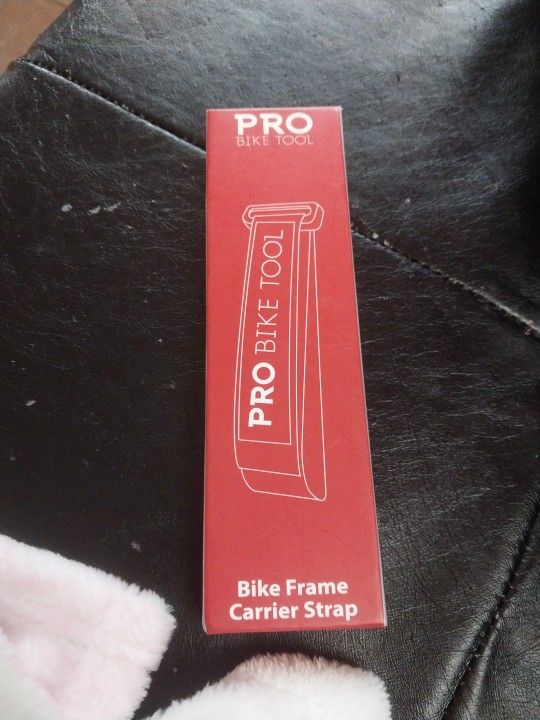 PRO
BIKE TOOL
PRO BIKE TOOL
Bike Frame
Carrier Strap